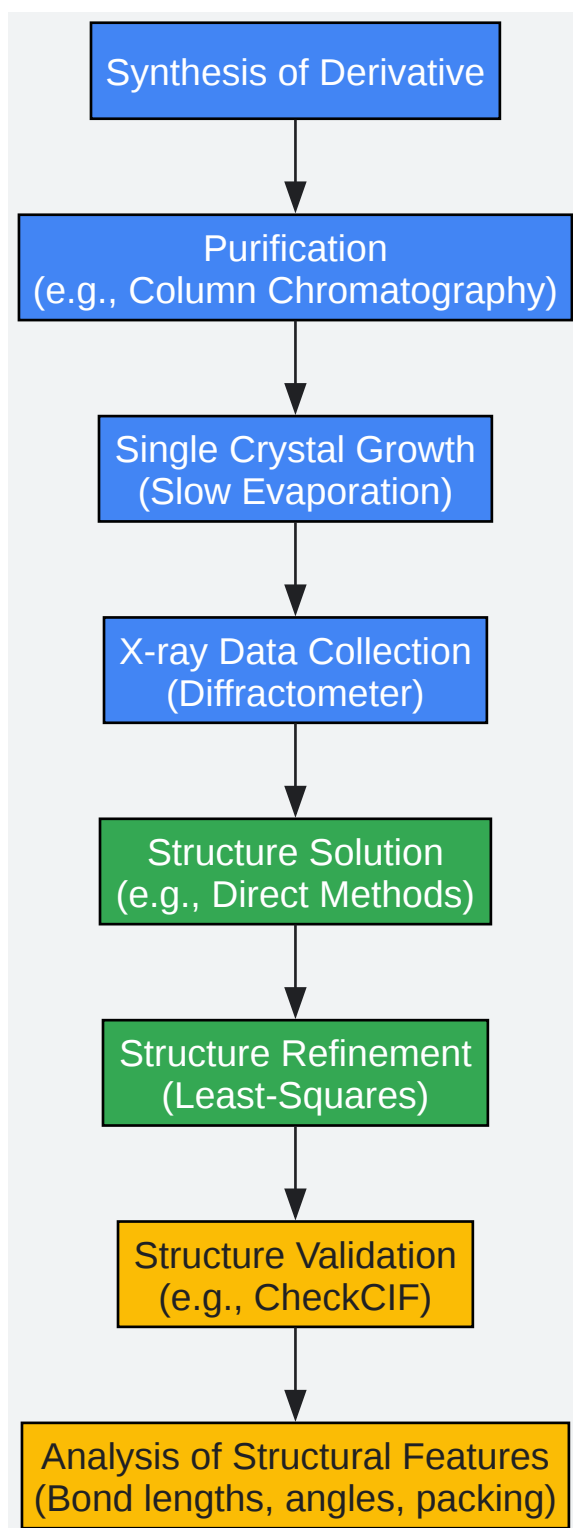 Synthesis of Derivative
Purification
(e.g., Column Chromatography)
Single Crystal Growth
(Slow Evaporation)
X-ray Data Collection
(Diffractometer)
Structure Solution
(e.g., Direct Methods)
Structure Refinement
(Least-Squares)
Structure Validation
(e.g., CheckCIF)
Analysis of Structural Features
(Bond lengths, angles, packing)